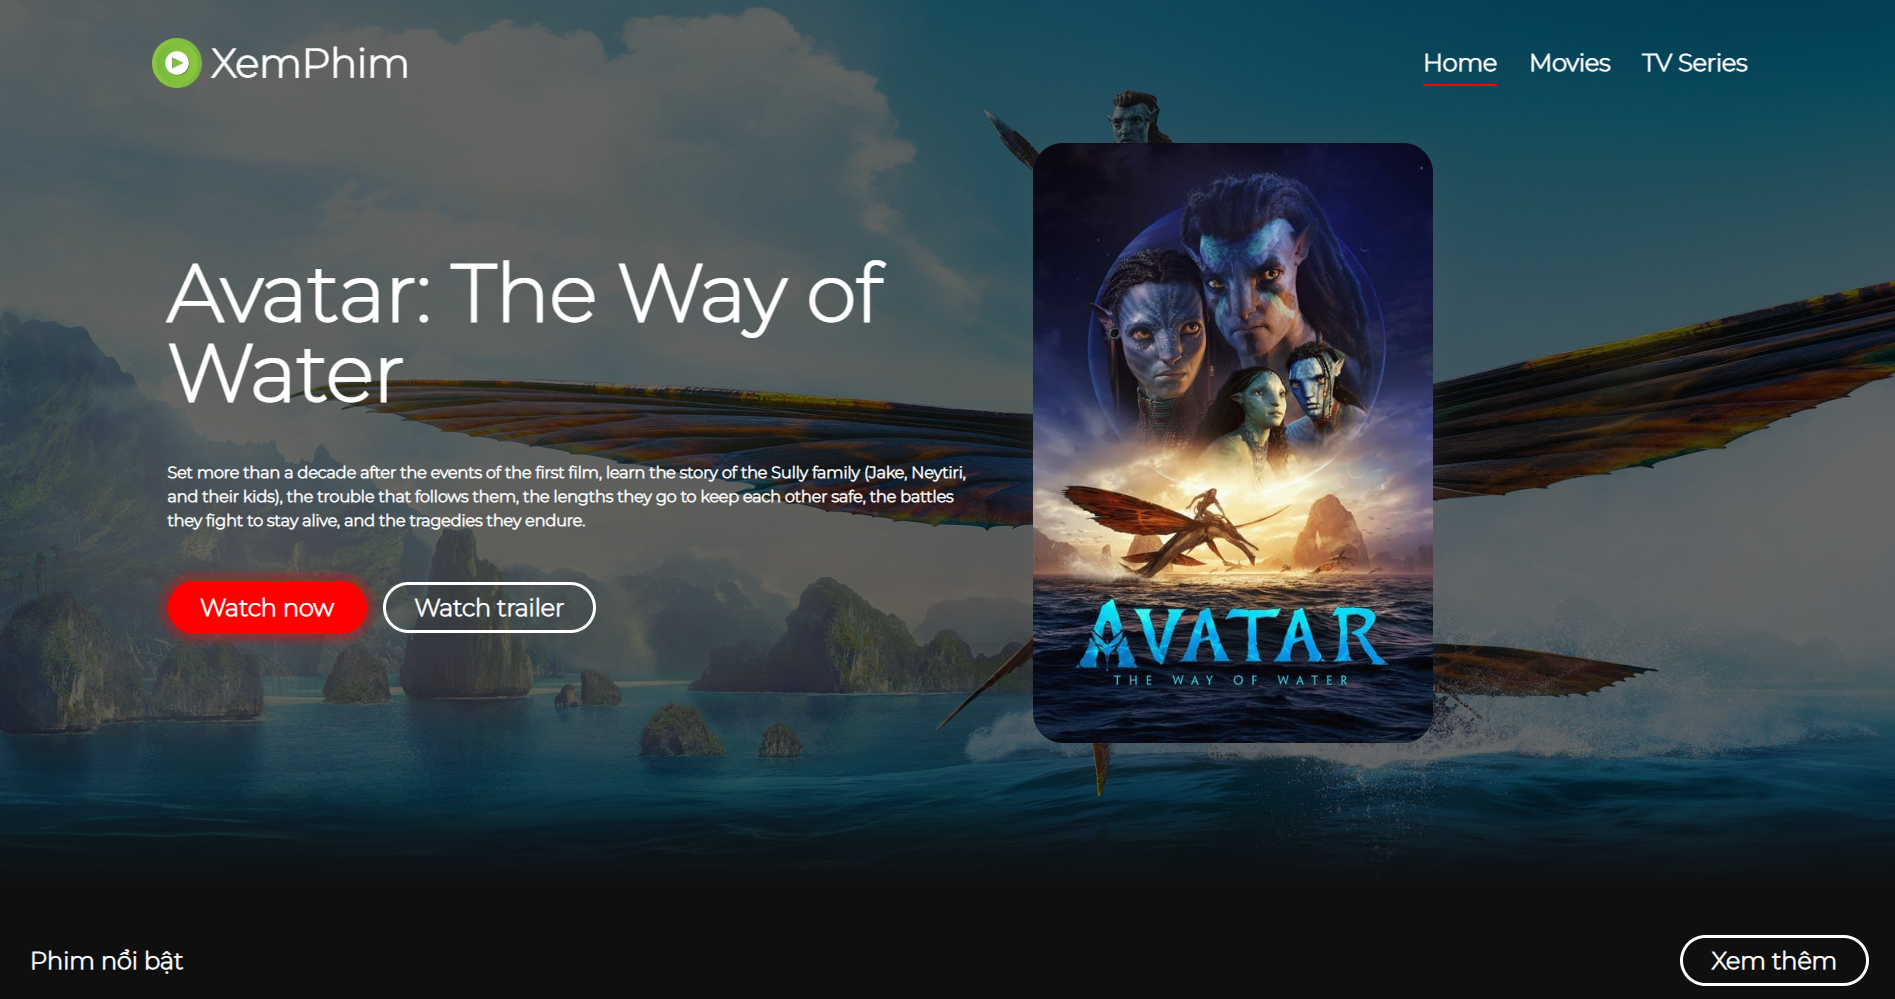 XemPhim
Home
Movies
TV Series
Avatar: The Way of
Water
Set more than a decade after the events of the first film, learn the story of the Sully family (Jake, Neytiri,
and their kids), the trouble that follows them, the lengths they go to keep each other safe, the battles
they fight to stay alive, and the tragedies they endure.
Watch now
Watch trailer
AVATAR
THE WAY OF WATER
Phim nổi bật
Xem thêm